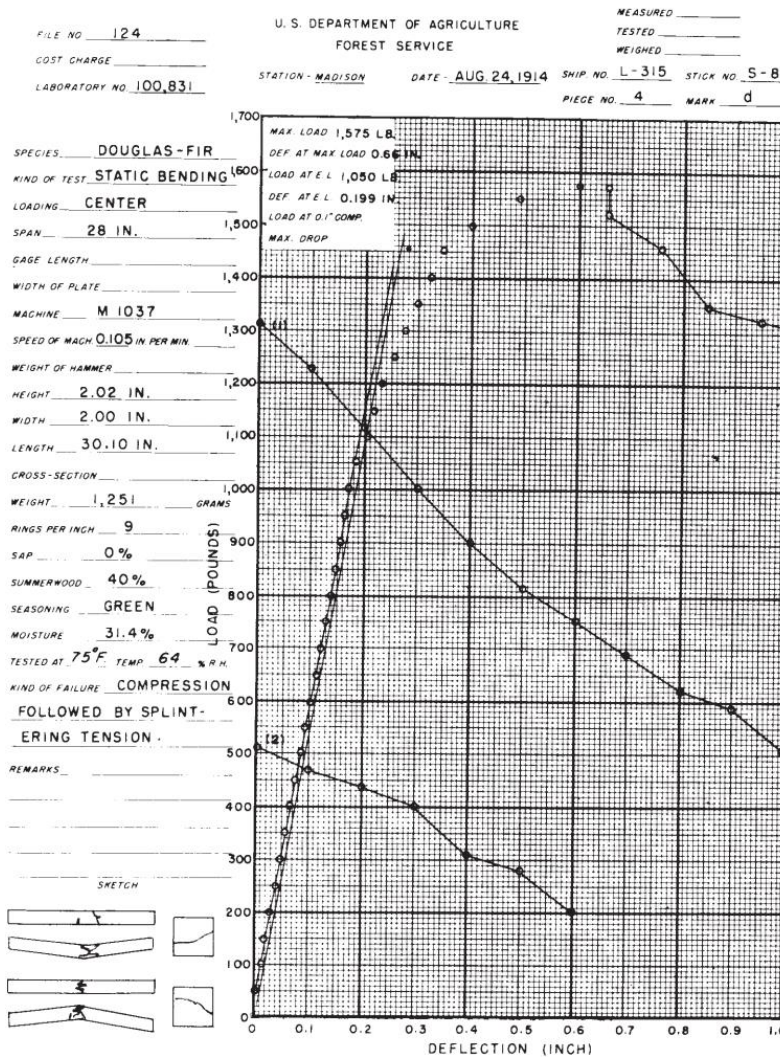 U. S. DEPARTMENT OF AGRICULTURE
FOREST SERVICE
FILE NO 124
COST CHARGE
LABORATORY NO. 100,831
STATION - MADISON
DATE - AUG. 24, 1914
MEASURED
TESTED
WEIGHED
SHIP. NO. L-315 STICK NO. S-8
PIECE NO. 4 MARK d
SPECIES DOUGLAS-FIR
KIND OF TEST STATIC BENDING
LOADING CENTER
SPAN 28 IN.
GAGE LENGTH
WIDTH OF PLATE
MACHINE M 1037
SPEED OF MACH. 0.105 IN. PER MIN.
WEIGHT OF HAMMER
HEIGHT 2.02 IN.
WIDTH 2.00 IN.
LENGTH 30.10 IN.
CROSS-SECTION
WEIGHT 1,251 GRAMS
RINGS PER INCH 9
SAP 0%
SUMMERWOOD 40%
SEASONING GREEN
MOISTURE 31.4%
TESTED AT 75°F. TEMP 64 % R.H.
KIND OF FAILURE COMPRESSION
FOLLOWED BY SPLINT-
ERING TENSION.
REMARKS
SKETCH
MAX. LOAD 1,575 LB.
DEF. AT MAX LOAD 0.66 IN.
LOAD AT E.L. 1,050 LB
DEF. AT E.L. 0.199 IN.
LOAD AT 0.1" COMP.
MAX. DROP
1,700
1,600
1,500
1,400
1,300
1,200
1,100
1,000
900
800
700
600
500
400
300
200
100
0
LOAD (POUNDS)
(1)
(2)
0 0.1 0.2 0.3 0.4 0.5 0.6 0.7 0.8 0.9 1.0
DEFLECTION (INCH)